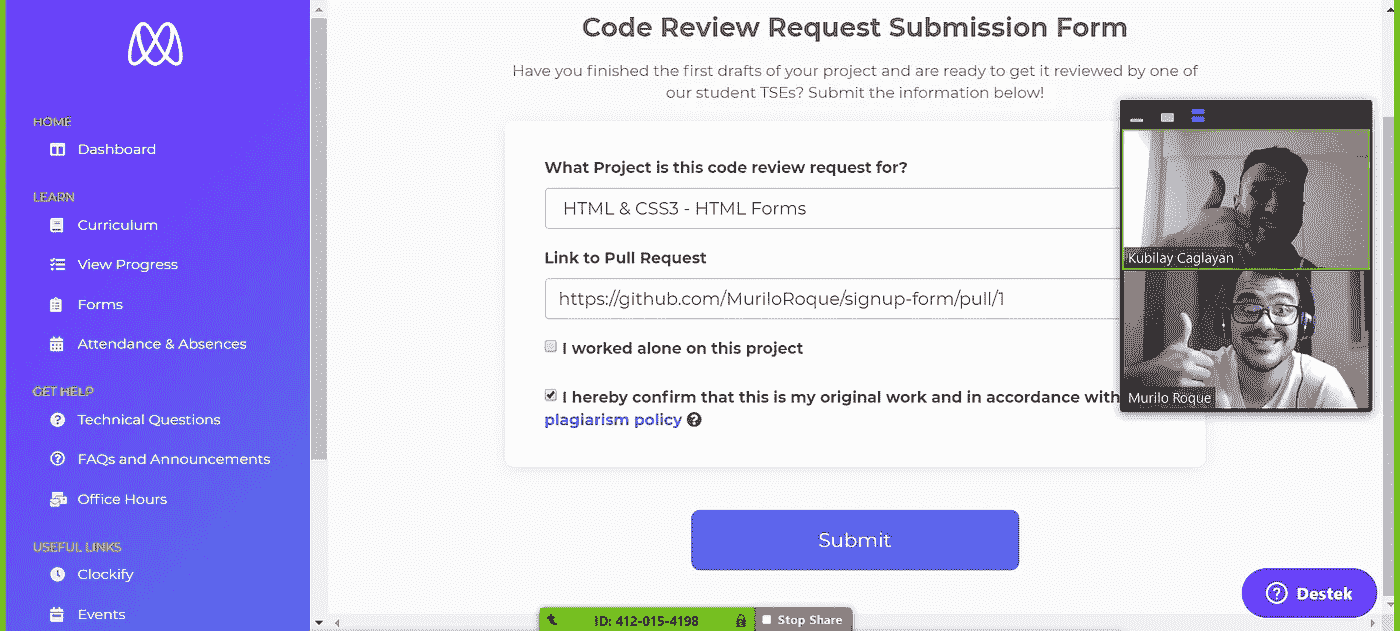 Code Review Request Submission Form
Have you finished the first drafts of your project and are ready to get it reviewed by one of
our student TSEs? Submit the information below!
HOME
Dashboard
LEARN
Curriculum
View Progress
Forms
Attendance & Absences
GET HELP
Technical Questions
FAQs and Announcements
Office Hours
USEFUL LINKS
Clockify
Events
What Project is this code review request for?
HTML & CSS3 - HTML Forms
Link to Pull Request
https://github.com/MuriloRoque/signup-form/pull/1
I worked alone on this project
I hereby confirm that this is my original work and in accordance with
plagiarism policy
Submit
Kubilay Caglayan
Murilo Roque
Destek
ID: 412-015-4198
Stop Share